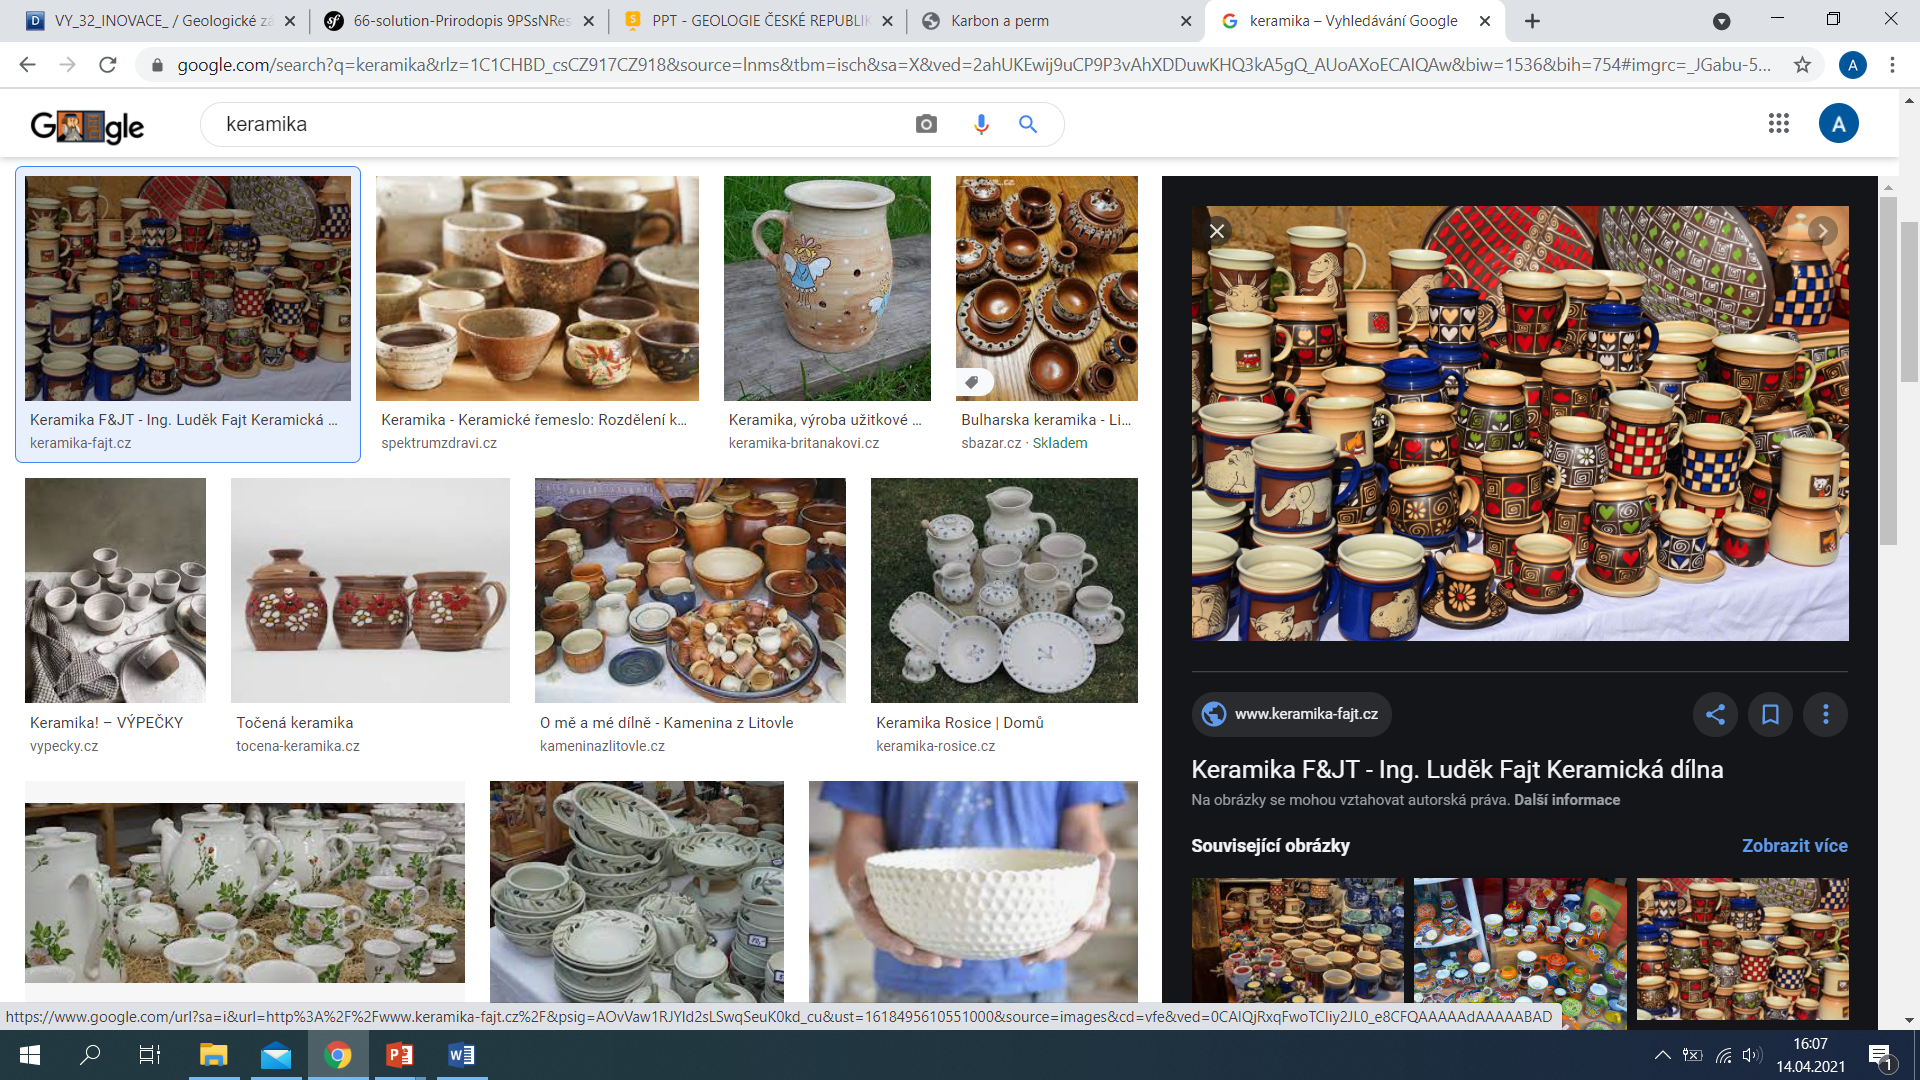 VY_32_INOVACE_ / Geologické zá
66-solution-Prirodopis 9PSsNRes
PPT - GEOLOGIE ČESKÉ REPUBLIK
Karbon a perm
keramika – Vyhledávání Google
google.com/search?q=keramika&rlz=1C1CHBD_csCZ917CZ918&source=lnms&tbm=isch&sa=X&ved=2ahUKEwij9uCP9P3vAhXDDuwKHQ3kA5gQ_AUoAXoECAIQAw&biw=1536&bih=754#imgrc=_JGabu-5...
A
Google
keramika
A
Keramika F&JT - Ing. Luděk Fajt Keramická ...
keramika-fajt.cz
Keramika - Keramické řemeslo: Rozdělení k...
spektrumzdravi.cz
Keramika, výroba užitkové ...
keramika-britanakovi.cz
Bulharska keramika - Li...
sbazar.cz · Skladem
Keramika! – VÝPEČKY
vypecky.cz
Točená keramika
tocena-keramika.cz
O mě a mé dílně - Kamenina z Litovle
kameninazlitovle.cz
Keramika Rosice | Domů
keramika-rosice.cz
www.keramika-fajt.cz
Keramika F&JT - Ing. Luděk Fajt Keramická dílna
Na obrázky se mohou vztahovat autorská práva. Další informace
Související obrázky
Zobrazit více
https://www.google.com/url?sa=i&url=http%3A%2F%2Fwww.keramika-fajt.cz%2F&psig=AOvVaw1RJYId2sLSwqSeuK0kd_cu&ust=1618495610551000&source=images&cd=vfe&ved=0CAIQjRxqFwoTCIiy2JL0_e8CFQAAAAAdAAAAABAD
16:07
14.04.2021
1